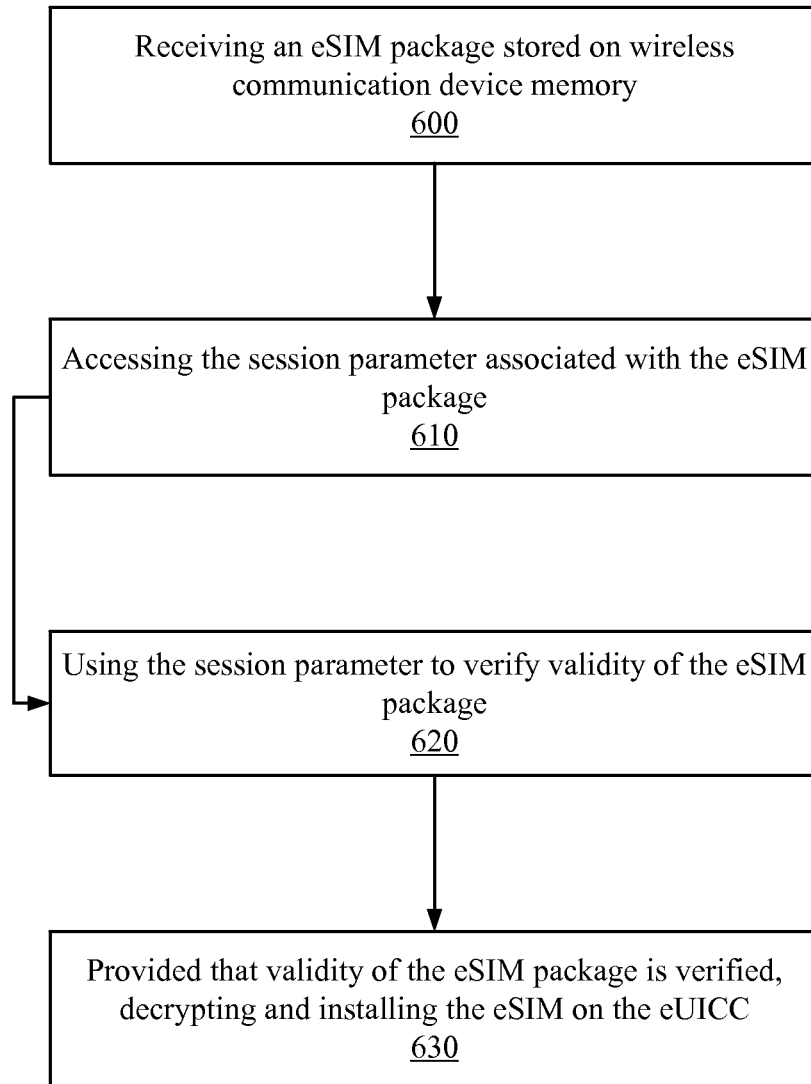 Receiving an eSIM package stored on wireless
communication device memory
600
Accessing the session parameter associated with the eSIM
package
610
Using the session parameter to verify validity of the eSIM
package
620
Provided that validity of the eSIM package is verified,
decrypting and installing the eSIM on the eUICC
630